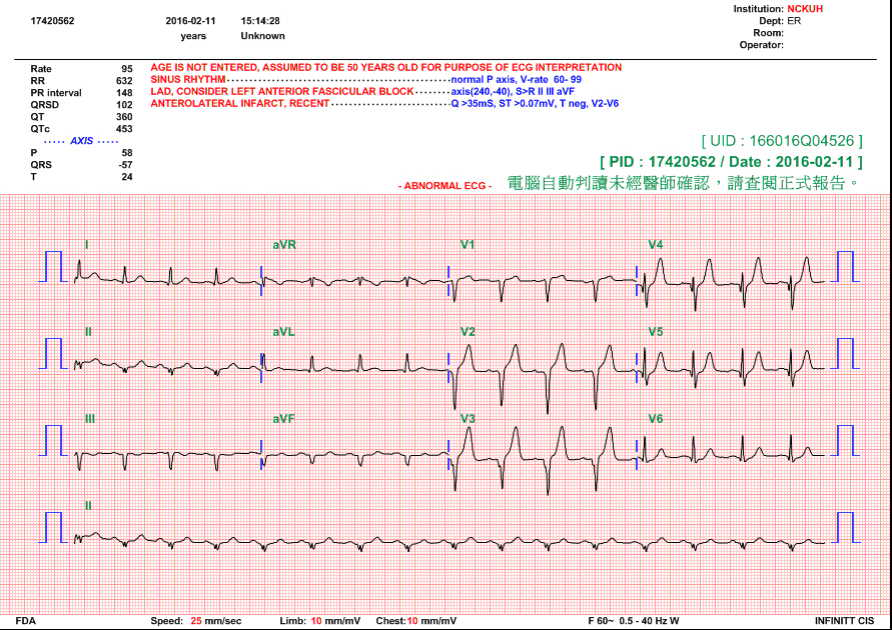 Institution: NCKUH
17420562 2016-02-11 15:14:28 Dept: ER
years Unknown Room:
Operator:
Rate 95 AGE IS NOT ENTERED, ASSUMED TO BE 50 YEARS OLD FOR PURPOSE OF ECG INTERPRETATION
RR 632 SINUS RHYTHM - - - - - - - - - - - - - - - - - - - - - - - - - - - - - normal P axis, V-rate 60- 99
PR interval 148 LAD, CONSIDER LEFT ANTERIOR FASCICULAR BLOCK - - - - - - - axis(240,-40), S>R II III aVF
QRSD 102 ANTEROLATERAL INFARCT, RECENT - - - - - - - - - - - - - - - Q >35mS, ST >0.07mV, T neg, V2-V6
QT 360
QTc 453
----- AXIS -----
[ UID : 166016Q04526 ]
P 58
[ PID : 17420562 / Date : 2016-02-11 ]
QRS -57
T 24
- ABNORMAL ECG - 電腦自動判讀未經醫師確認，請查閱正式報告。
I aVR V1 V4
II aVL V2 V5
III aVF V3 V6
II
FDA Speed: 25 mm/sec Limb: 10 mm/mV Chest: 10 mm/mV F 60~ 0.5 - 40 Hz W INFINITT CIS